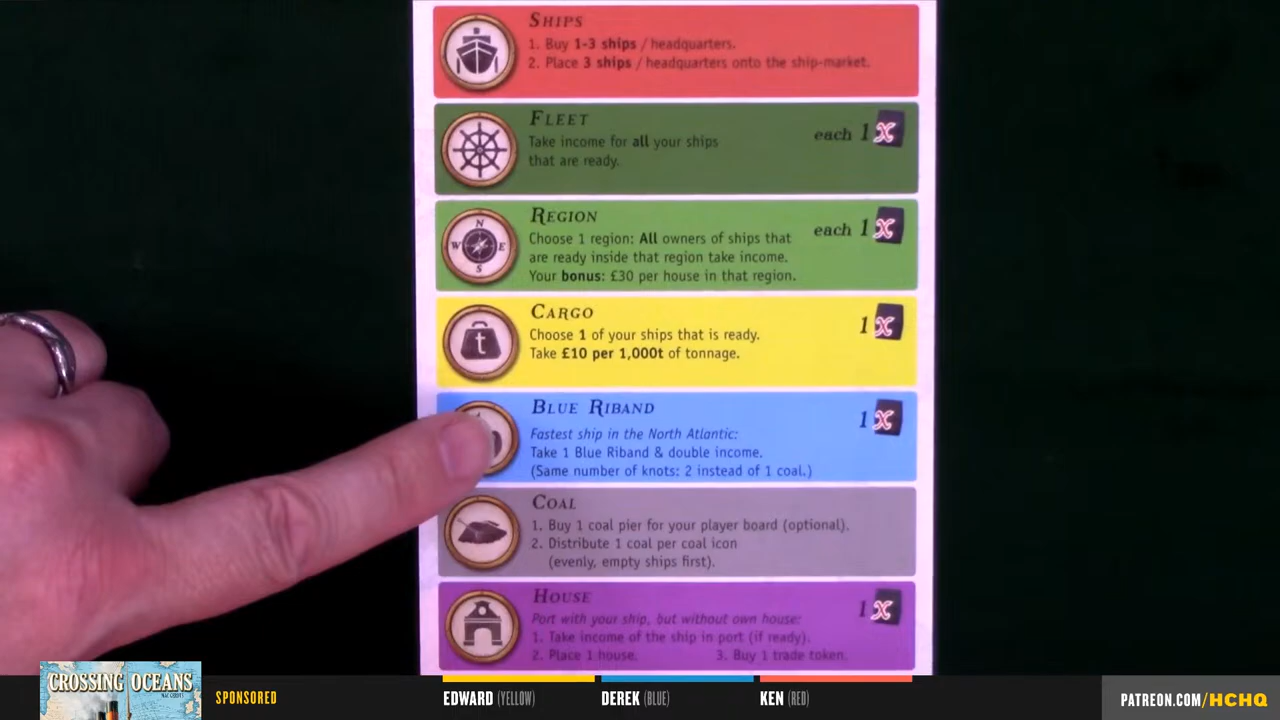 SHIPS
1. Buy 1-3 ships / headquarters.
2. Place 3 ships / headquarters onto the ship-market.
FLEET
each 1
Take income for all your ships
that are ready.
REGION
each 1
Choose 1 region: All owners of ships that
are ready inside that region take income.
Your bonus: £30 per house in that region.
N
W E
S
CARGO
1
Choose 1 of your ships that is ready.
Take £10 per 1,000t of tonnage.
t
BLUE RIBAND
1
Fastest ship in the North Atlantic:
Take 1 Blue Riband & double income.
(Same number of knots: 2 instead of 1 coal.)
COAL
1. Buy 1 coal pier for your player board (optional).
2. Distribute 1 coal per coal icon
(evenly, empty ships first).
HOUSE
1
Port with your ship, but without own house:
1. Take income of the ship in port (if ready).
2. Place 1 house. 3. Buy 1 trade token.
CROSSING OCEANS
SPONSORED
EDWARD (YELLOW)
DEREK (BLUE)
KEN (RED)
PATREON.COM/HCHQ